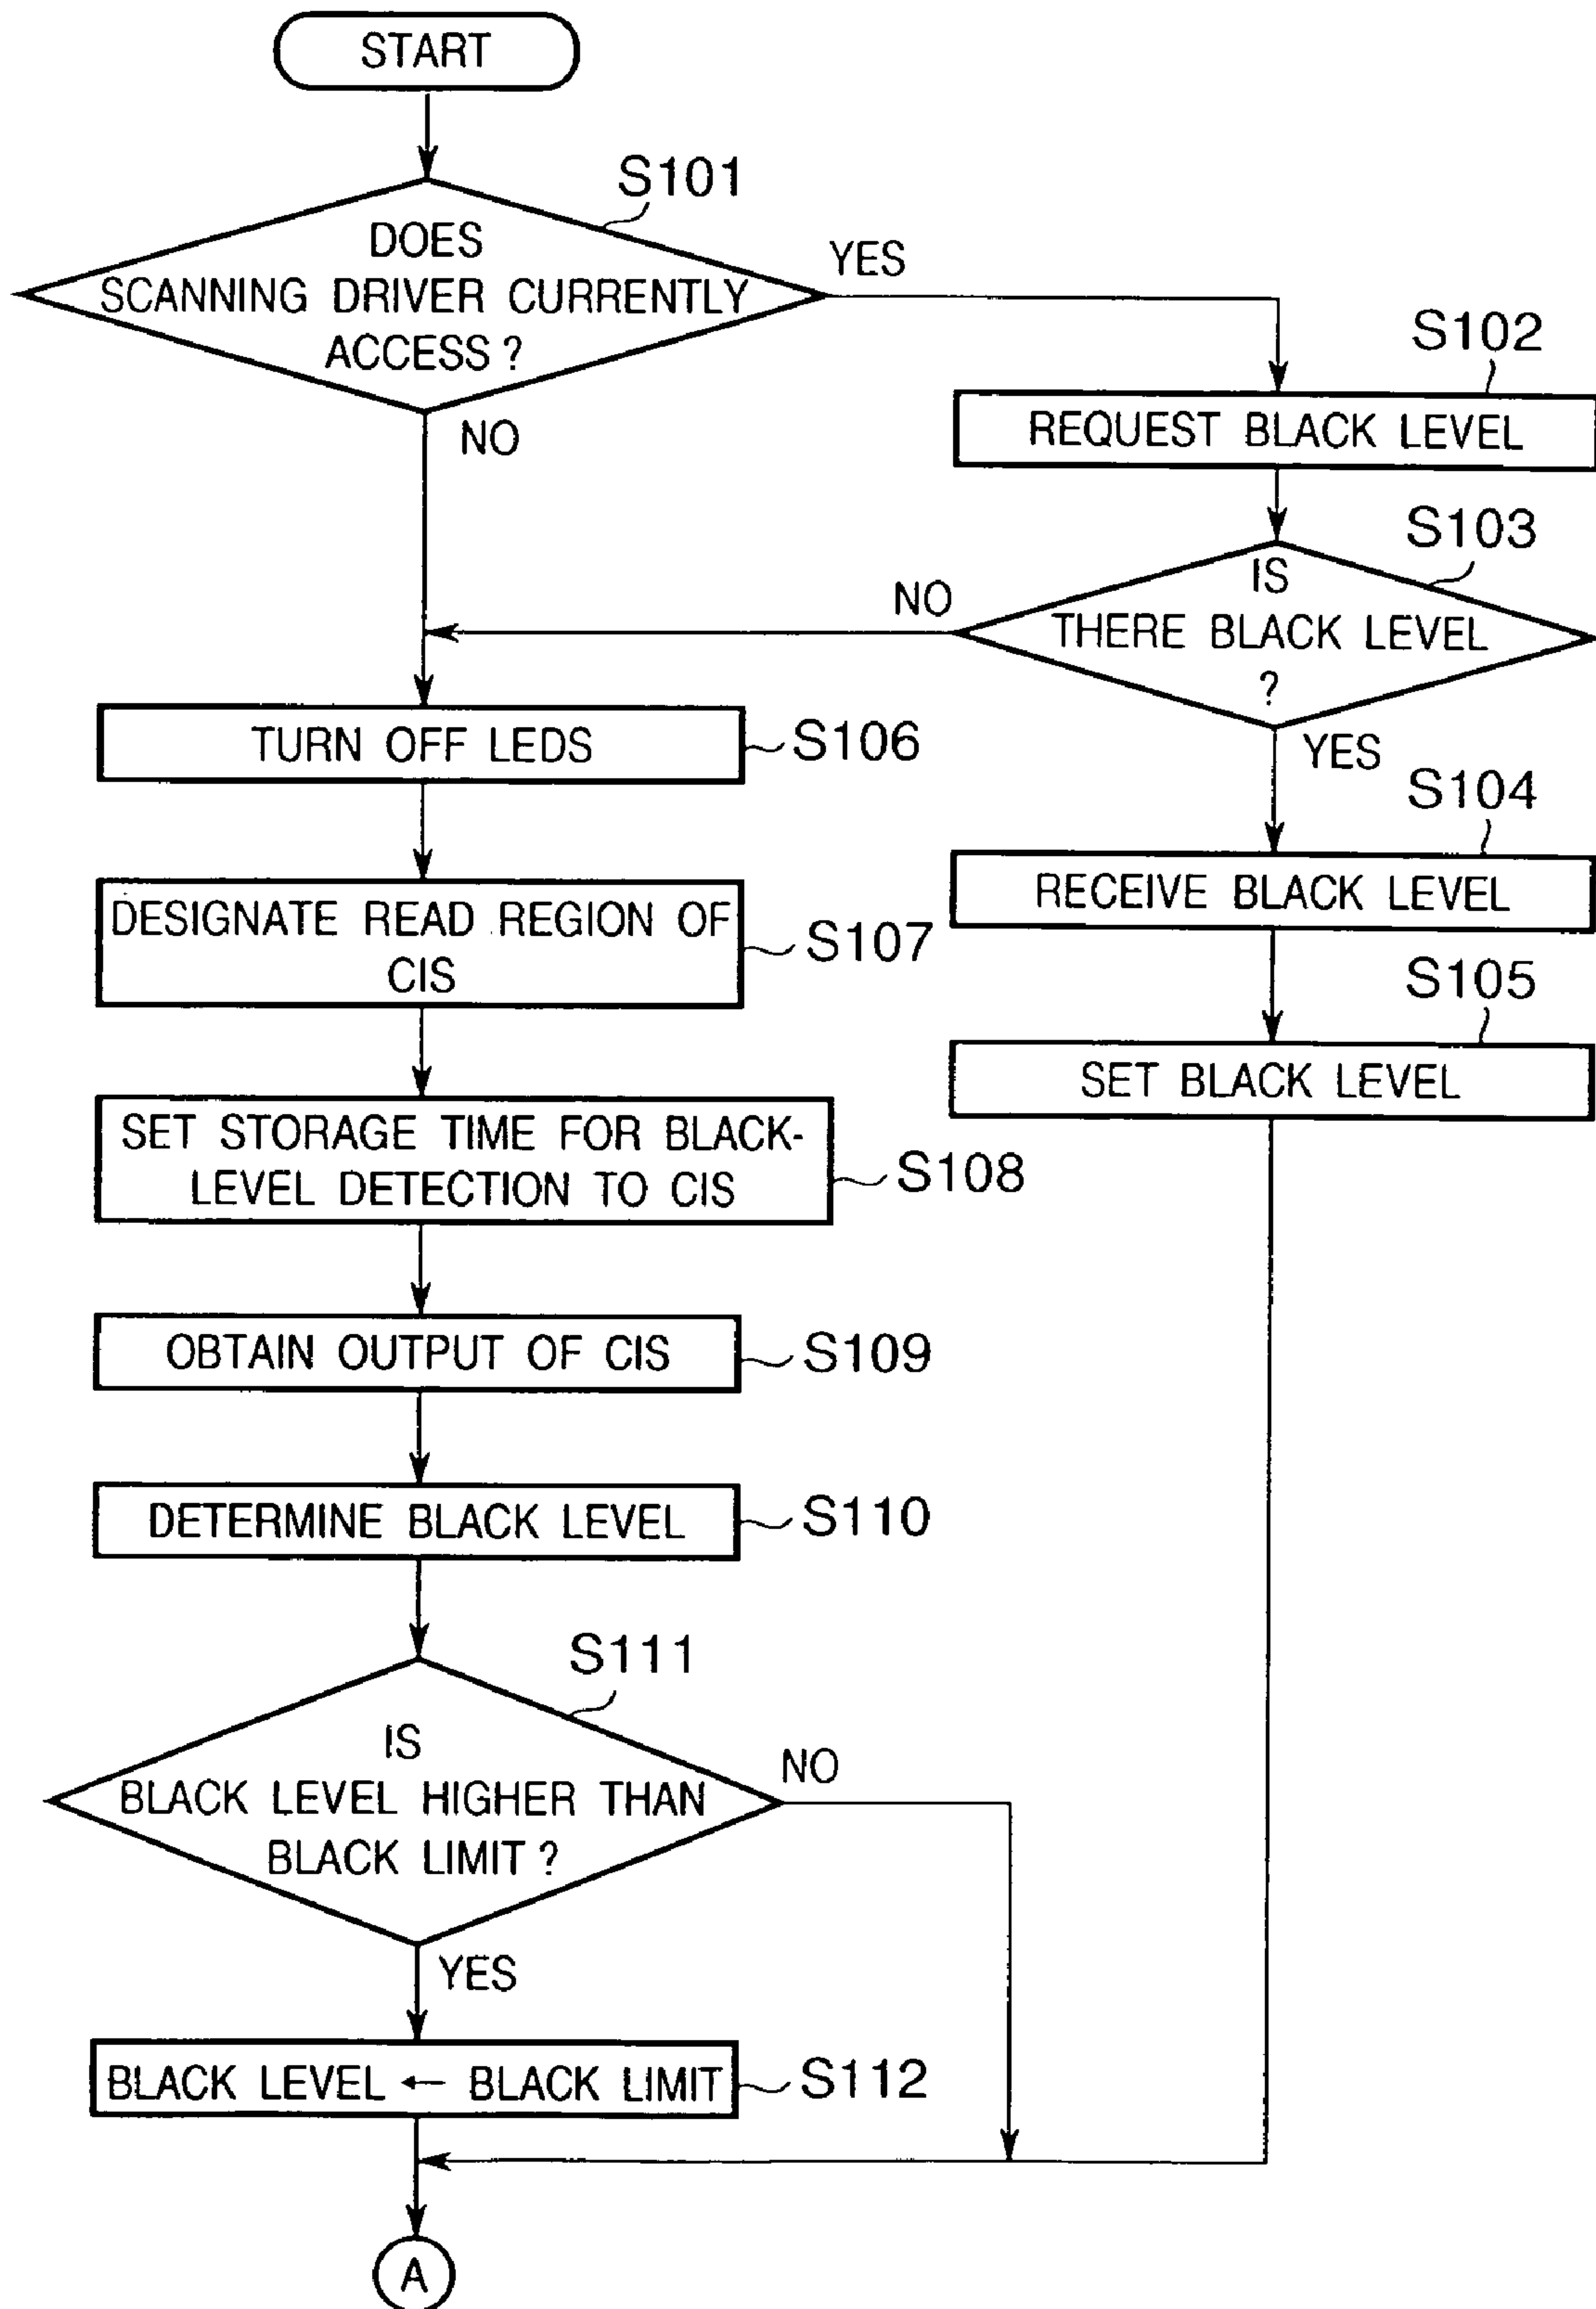 START
S101
DOES
SCANNING DRIVER CURRENTLY
ACCESS?
YES
NO
S102
REQUEST BLACK LEVEL
S103
IS
THERE BLACK LEVEL
?
NO
YES
S104
RECEIVE BLACK LEVEL
S105
SET BLACK LEVEL
TURN OFF LEDS
S106
DESIGNATE READ REGION OF
CIS
S107
SET STORAGE TIME FOR BLACK-
LEVEL DETECTION TO CIS
S108
OBTAIN OUTPUT OF CIS
S109
DETERMINE BLACK LEVEL
S110
S111
IS
BLACK LEVEL HIGHER THAN
BLACK LIMIT?
NO
YES
BLACK LEVEL ← BLACK LIMIT
S112
A